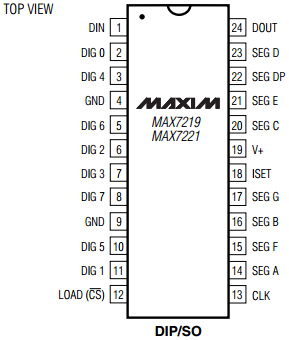 TOP VIEW
DIN 1
24 DOUT
DIG 0 2
23 SEG D
DIG 4 3
22 SEG DP
GND 4
21 SEG E
MAXIM
MAX7219
MAX7221
DIG 6 5
20 SEG C
DIG 2 6
19 V+
DIG 3 7
18 ISET
DIG 7 8
17 SEG G
GND 9
16 SEG B
DIG 5 10
15 SEG F
DIG 1 11
14 SEG A
LOAD (C̅S̅) 12
13 CLK
DIP/SO